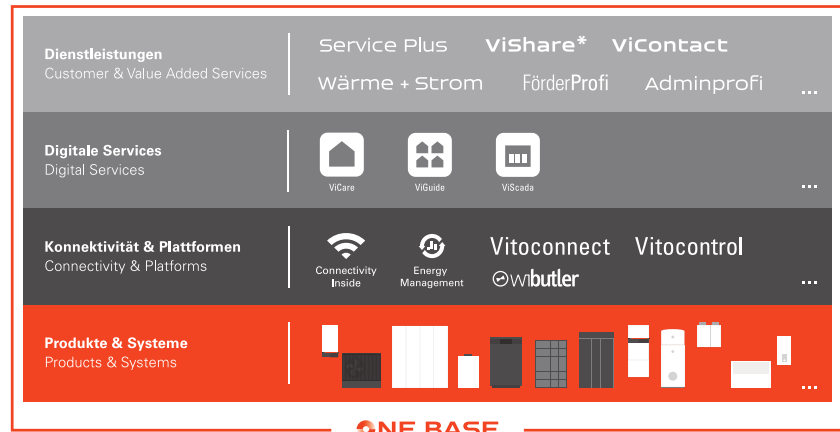 Dienstleistungen
Customer & Value Added Services
Service Plus ViShare* ViContact
Wärme + Strom FörderProfi Adminprofi ...
Digitale Services
Digital Services
ViCare ViGuide ViScada
...
Konnektivität & Plattformen
Connectivity & Platforms
Connectivity
Inside
Energy
Management
Vitoconnect Vitocontrol
wibutler
...
Produkte & Systeme
Products & Systems
...
ONE BASE